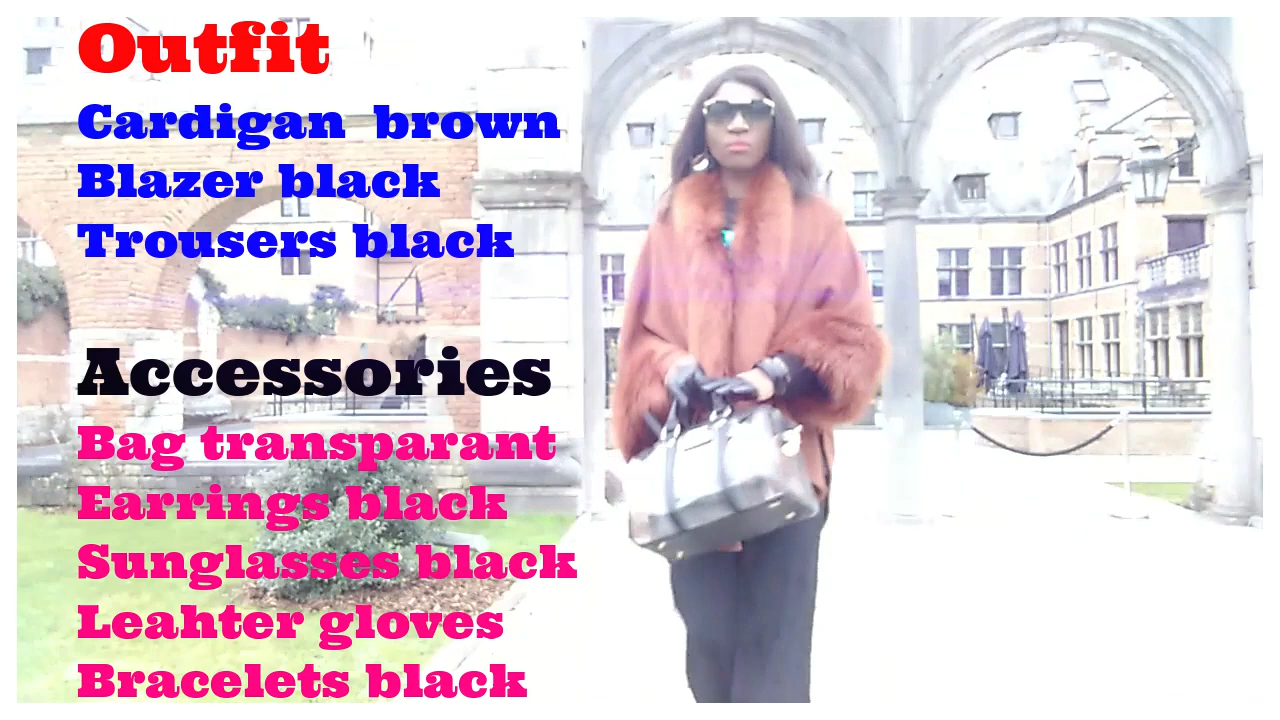 Outfit
Cardigan brown
Blazer black
Trousers black
Accessories
Bag transparant
Earrings black
Sunglasses black
Leahter gloves
Bracelets black